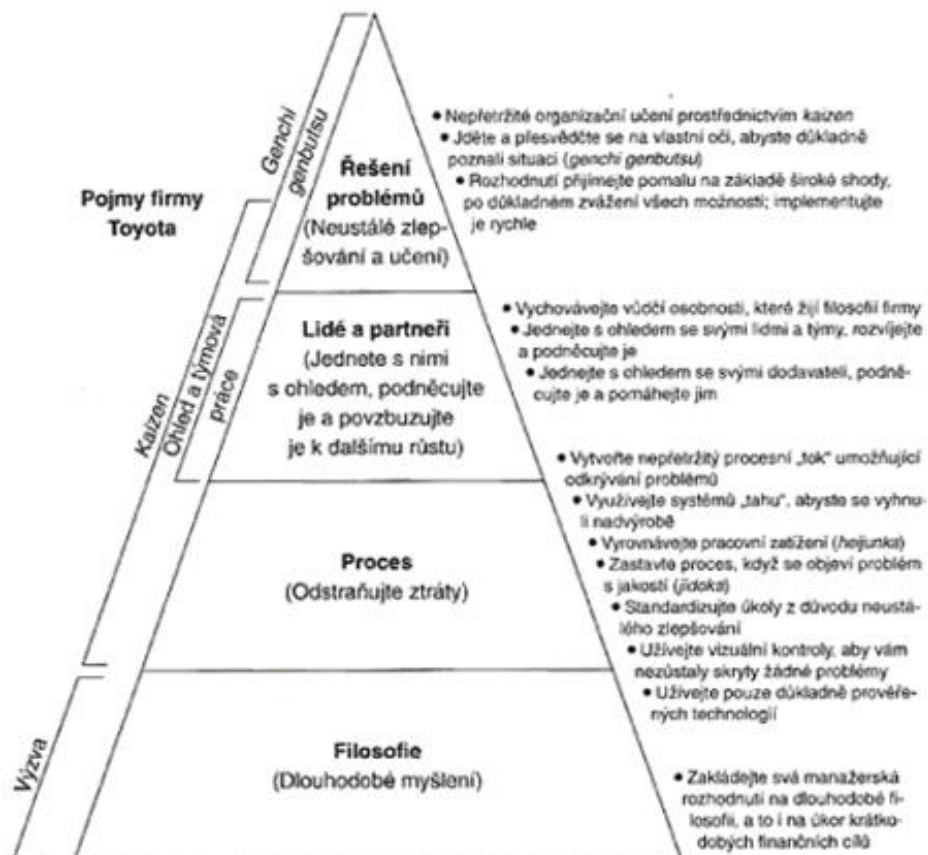 Pojmy firmy
Toyota
Genchi
genbutsu
Kaizen
Ohled a týmová
práce
Výzva
Řešení
problémů
(Neustálé zlep-
šování a učení)
• Nepřetržité organizační učení prostřednictvím kaizen
• Jděte a přesvědčte se na vlastní oči, abyste důkladně
poznali situaci (genchi genbutsu)
• Rozhodnutí přijímejte pomalu na základě široké shody,
po důkladném zvážení všech možností; implementujte
je rychle
Lidé a partneři
(Jednete s nimi
s ohledem, podněcujte
je a povzbuzujte
je k dalšímu růstu)
• Vychovávejte vůdčí osobnosti, které žijí filosofií firmy
• Jednejte s ohledem se svými lidmi a týmy, rozvíjejte
a podněcujte je
• Jednejte s ohledem se svými dodavateli, podně-
cujte je a pomáhejte jim
Proces
(Odstraňujte ztráty)
• Vytvořte nepřetržitý procesní „tok“ umožňující
odkrývání problémů
• Využívejte systémů „tahu“, abyste se vyhnu-
li nadvýrobě
• Vyrovnávejte pracovní zatížení (heijunka)
• Zastavte proces, když se objeví problém
s jakostí (jidoka)
• Standardizujte úkoly z důvodu neustá-
lého zlepšování
• Užívejte vizuální kontroly, aby vám
nezůstaly skryty žádné problémy
• Užívejte pouze důkladně prověře-
ných technologií
Filosofie
(Dlouhodobé myšlení)
• Zakládejte svá manažerská
rozhodnutí na dlouhodobé fi-
losofii, a to i na úkor krátko-
dobých finančních cílů